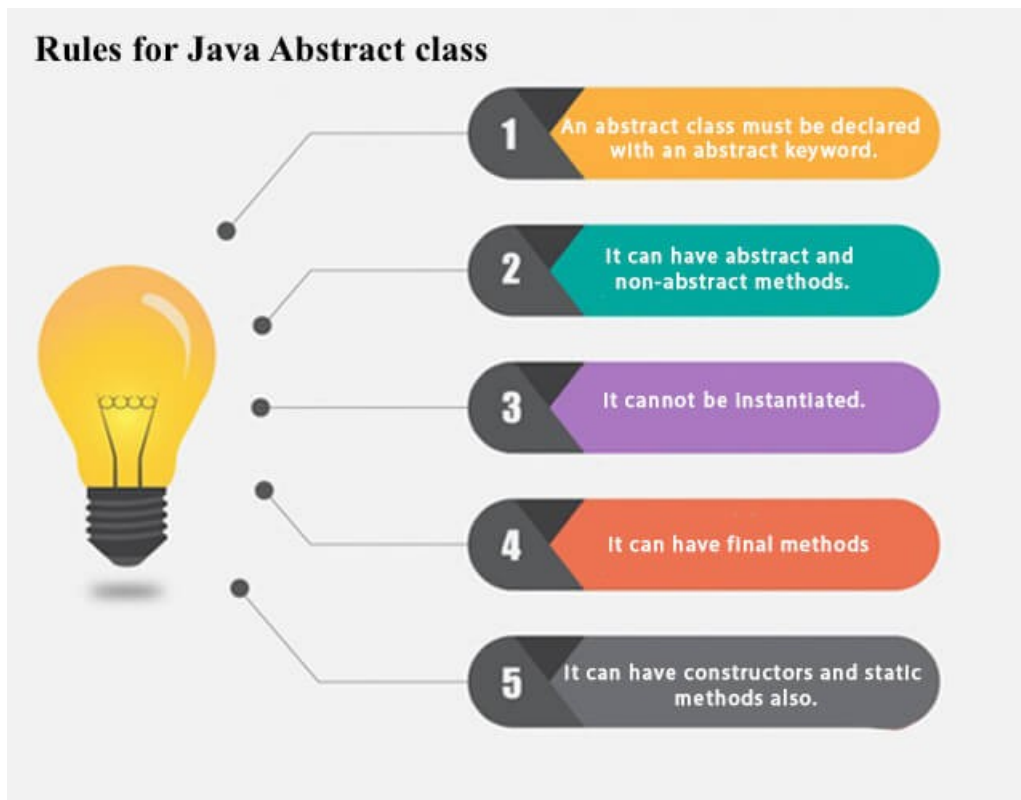 Rules for Java Abstract class
1
An abstract class must be declared
with an abstract keyword.
2
It can have abstract and
non-abstract methods.
3
It cannot be instantiated.
4
It can have final methods
5
It can have constructors and static
methods also.